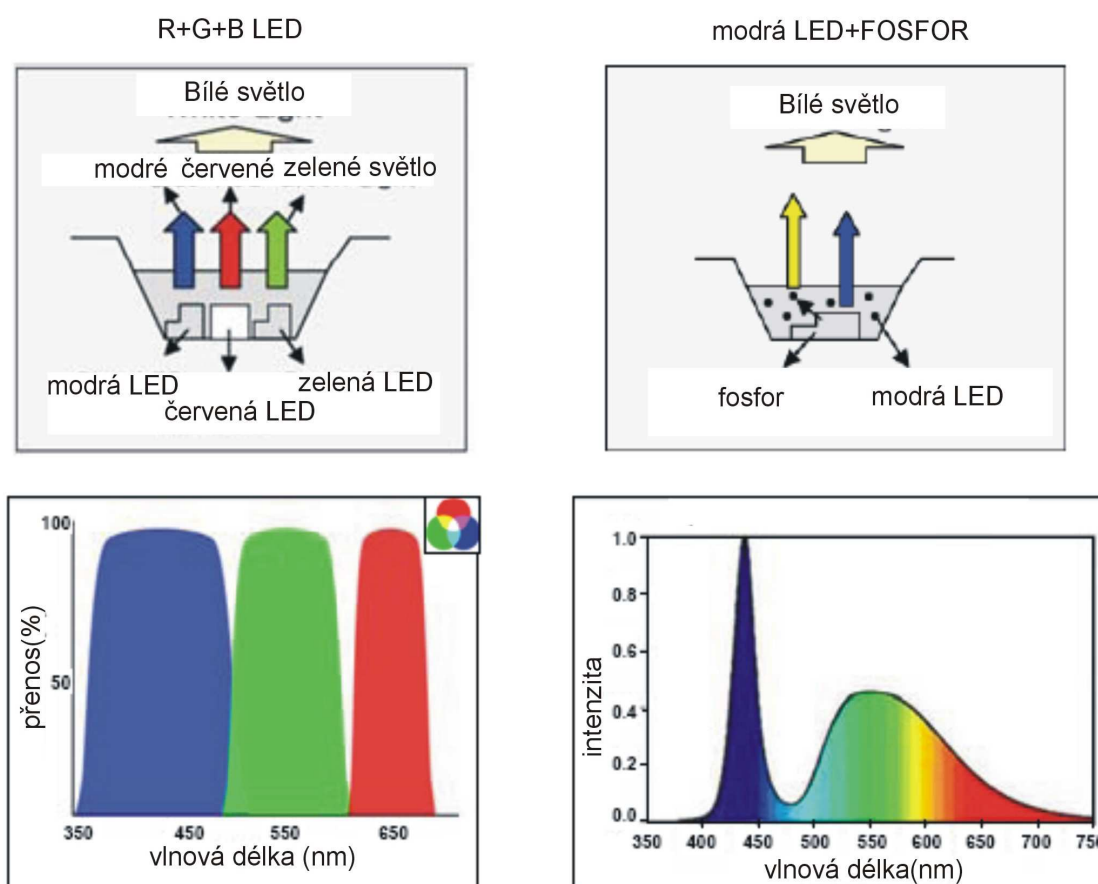 R+G+B LED
Bílé světlo
modré červené zelené světlo
modrá LED
zelená LED
červená LED
modrá LED+FOSFOR
Bílé světlo
fosfor
modrá LED
přenos(%)
100
50
350 450 550 650
vlnová délka (nm)
intenzita
1.0
0.8
0.6
0.4
0.2
0.0
350 400 450 500 550 600 650 700 750
vlnová délka(nm)